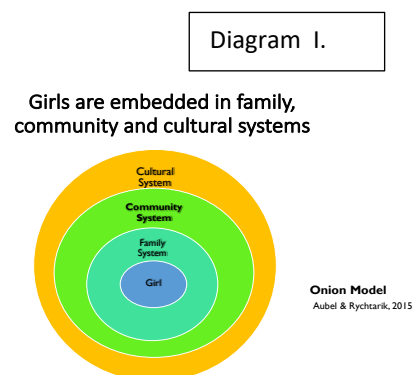 Diagram I.
Girls are embedded in family,
community and cultural systems
Cultural
System
Community
System
Family
System
Girl
Onion Model
Aubel & Rychtarik, 2015